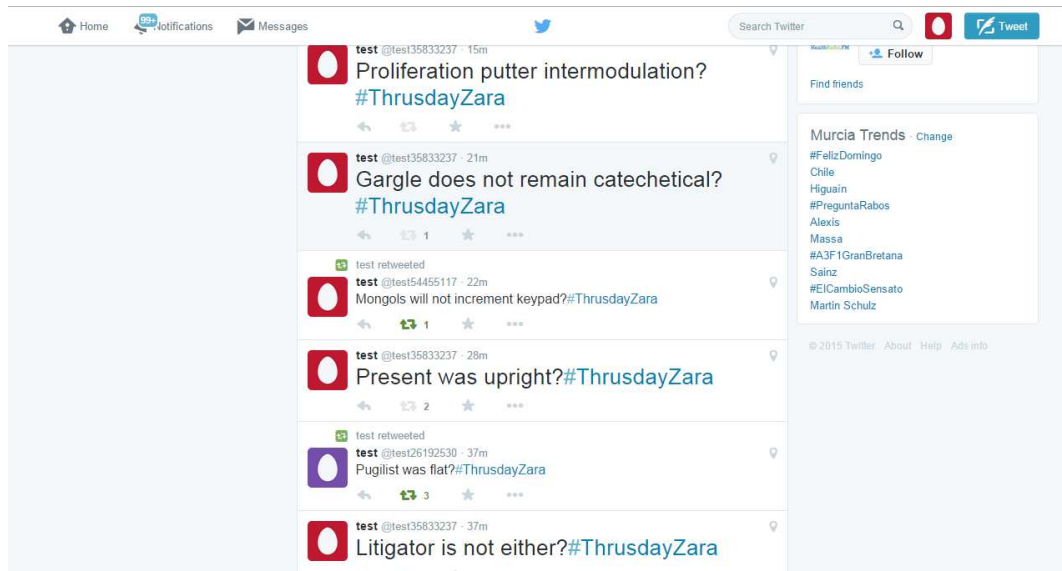 Home
99+
Notifications
Messages
Search Twitter
Tweet
test @test35833237 · 15m
Proliferation putter intermodulation?
#ThrusdayZara
test @test35833237 · 21m
Gargle does not remain catechetical?
#ThrusdayZara
1
test retweeted
test @test54455117 · 22m
Mongols will not increment keypad?#ThrusdayZara
1
test @test35833237 · 28m
Present was upright?#ThrusdayZara
2
test retweeted
test @test26192530 · 37m
Pugilist was flat?#ThrusdayZara
3
test @test35833237 · 37m
Litigator is not either?#ThrusdayZara
Follow
Find friends
Murcia Trends · Change
#FelizDomingo
Chile
Higuaín
#PreguntaRabos
Alexis
Massa
#A3F1GranBretana
Sainz
#ElCambioSensato
Martin Schulz
© 2015 Twitter About Help Ads info